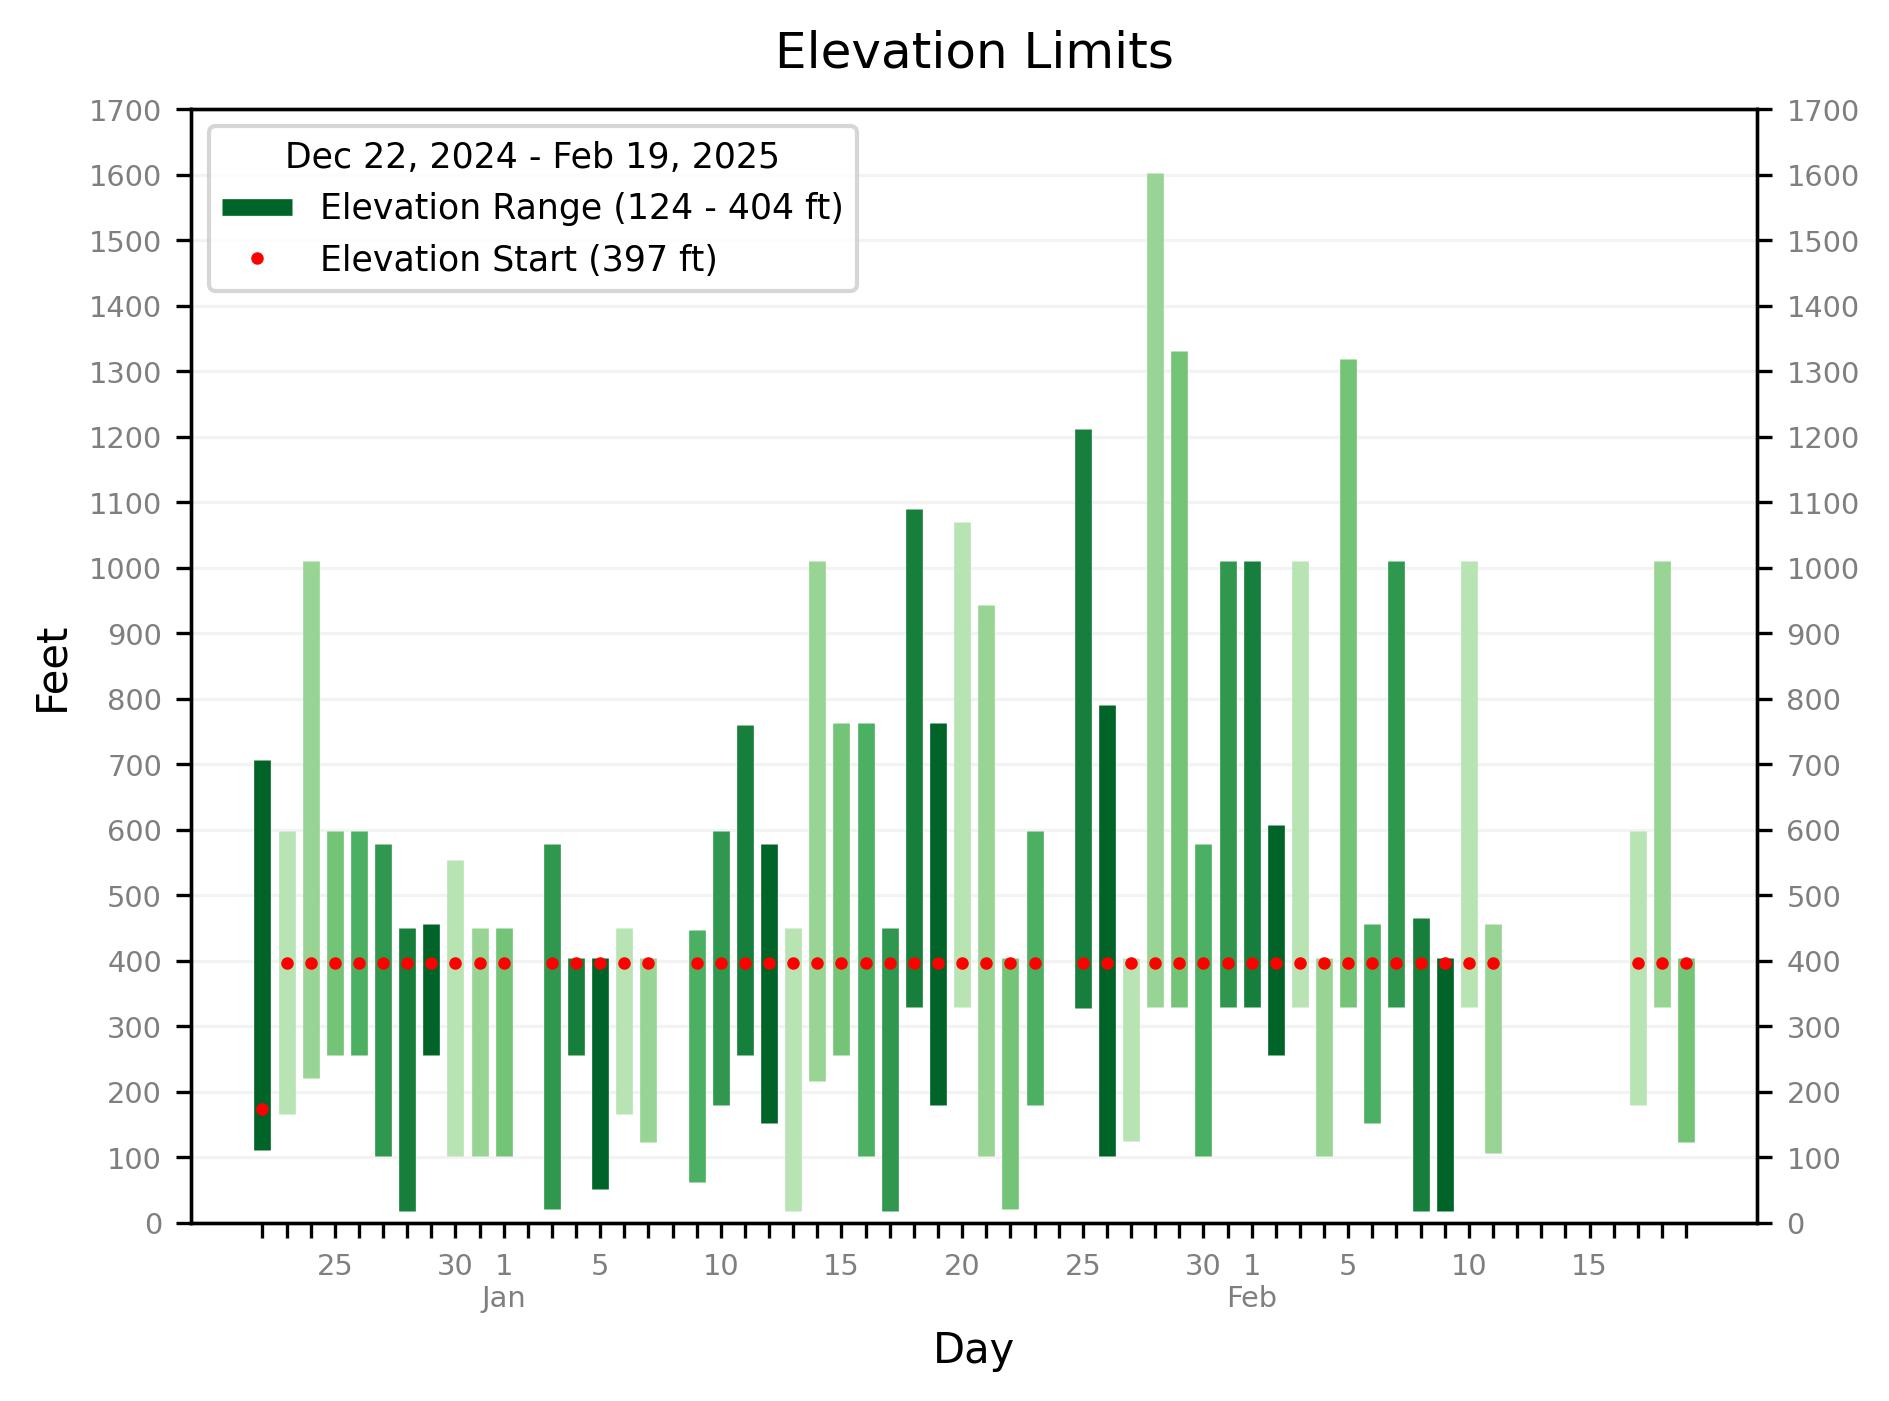 Elevation Limits
Dec 22, 2024 - Feb 19, 2025
Elevation Range (124 - 404 ft)
Elevation Start (397 ft)
Feet
1700 1700
1600 1600
1500 1500
1400 1400
1300 1300
1200 1200
1100 1100
1000 1000
900 900
800 800
700 700
600 600
500 500
400 400
300 300
200 200
100 100
0 0
25 30 1 5 10 15 20 25 30 1 5 10 15
Jan Feb
Day